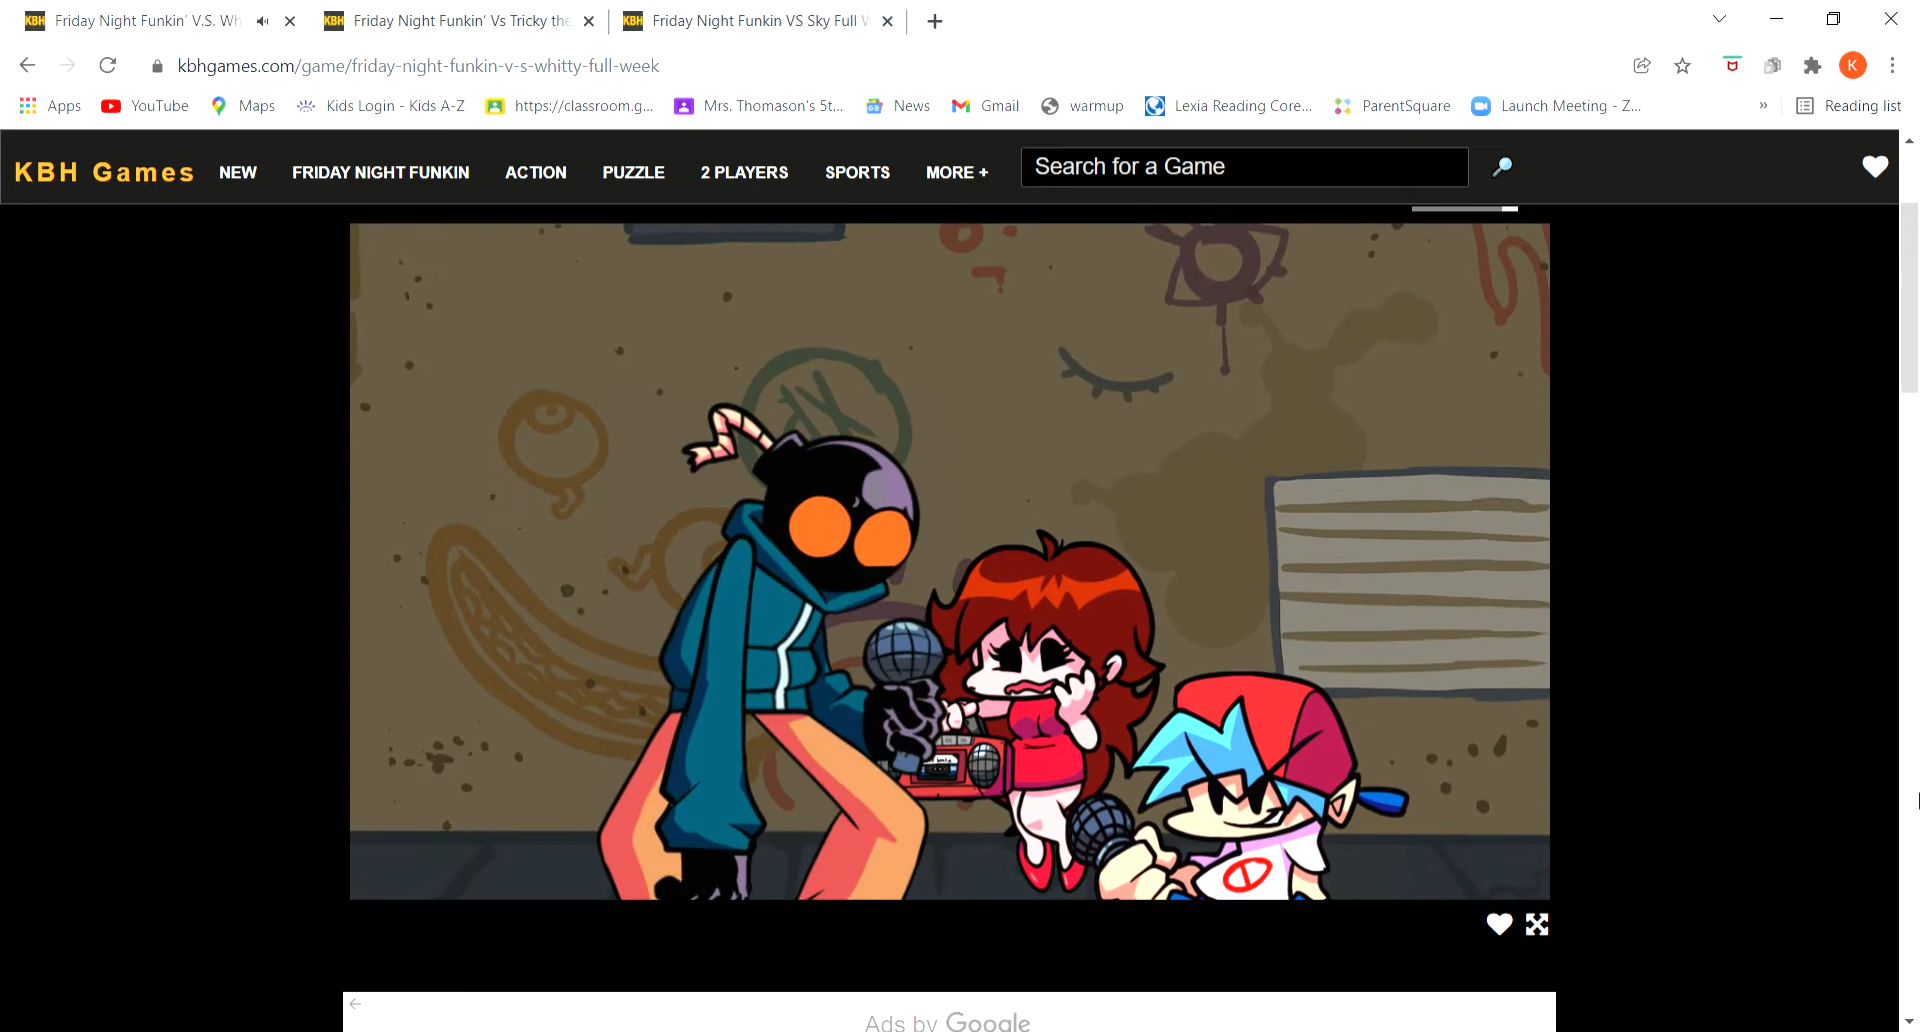 Friday Night Funkin' V.S. Wh
Friday Night Funkin' Vs Tricky the
Friday Night Funkin VS Sky Full W
kbhgames.com/game/friday-night-funkin-v-s-whitty-full-week
K
Apps
YouTube
Maps
Kids Login - Kids A-Z
https://classroom.g...
Mrs. Thomason's 5t...
News
Gmail
warmup
Lexia Reading Core...
ParentSquare
Launch Meeting - Z...
»
Reading list
KBH Games
NEW
FRIDAY NIGHT FUNKIN
ACTION
PUZZLE
2 PLAYERS
SPORTS
MORE +
Search for a Game
Ads by Google